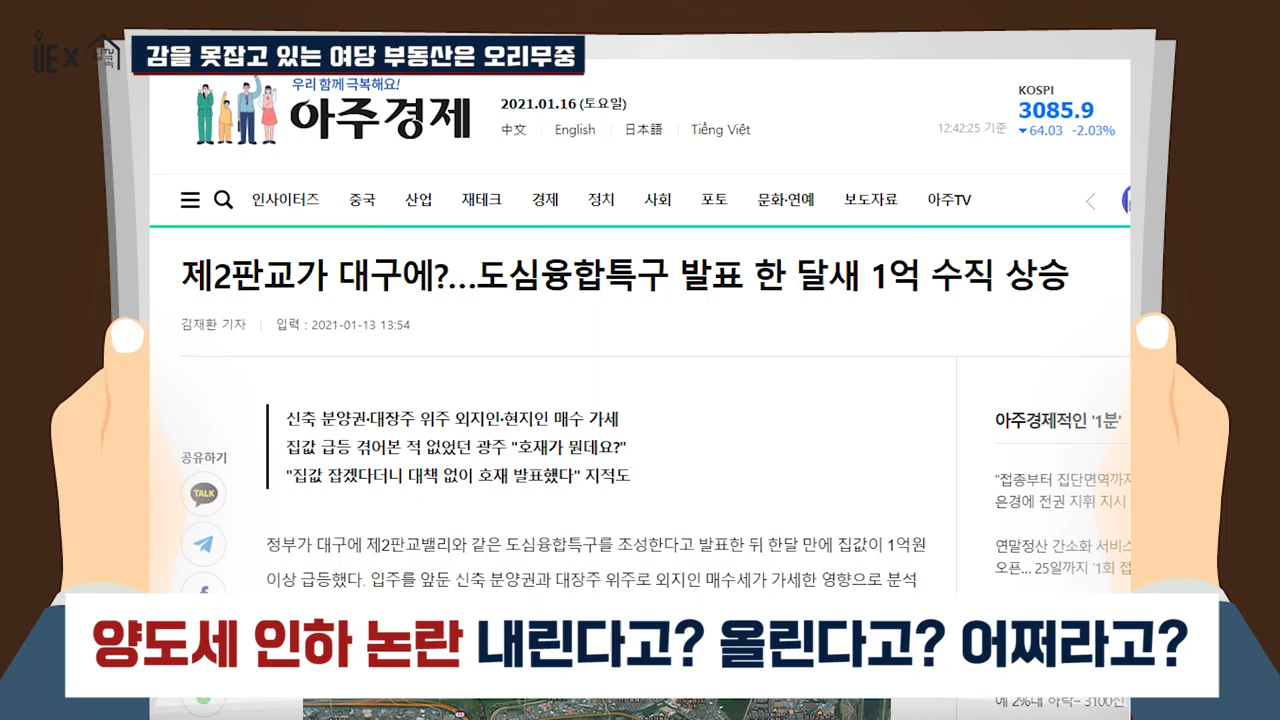 UE X 집코치
감을 못잡고 있는 여당 부동산은 오리무중
우리 함께 극복해요!
아주경제
2021.01.16 (토요일)
中文 English 日本語 Tiếng Việt
12:42:25 기준
KOSPI
3085.9
▼64.03 -2.03%
인사이터즈 중국 산업 재테크 경제 정치 사회 포토 문화·연예 보도자료 아주TV
제2판교가 대구에?...도심융합특구 발표 한 달새 1억 수직 상승
김재환 기자 | 입력 : 2021-01-13 13:54
신축 분양권·대장주 위주 외지인·현지인 매수 가세
집값 급등 겪어본 적 없었던 광주 "호재가 뭔데요?"
"집값 잡겠다더니 대책 없이 호재 발표했다" 지적도
공유하기
TALK
정부가 대구에 제2판교밸리와 같은 도심융합특구를 조성한다고 발표한 뒤 한달 만에 집값이 1억원
이상 급등했다. 입주를 앞둔 신축 분양권과 대장주 위주로 외지인 매수세가 가세한 영향으로 분석
아주경제적인 '1분'
"접종부터 집단면역까지
은경에 전권 지휘 지시
연말정산 간소화 서비스
오픈... 25일까지 '1회 접
양도세 인하 논란 내린다고? 올린다고? 어쩌라고?
에 2%대 하락- 3100선